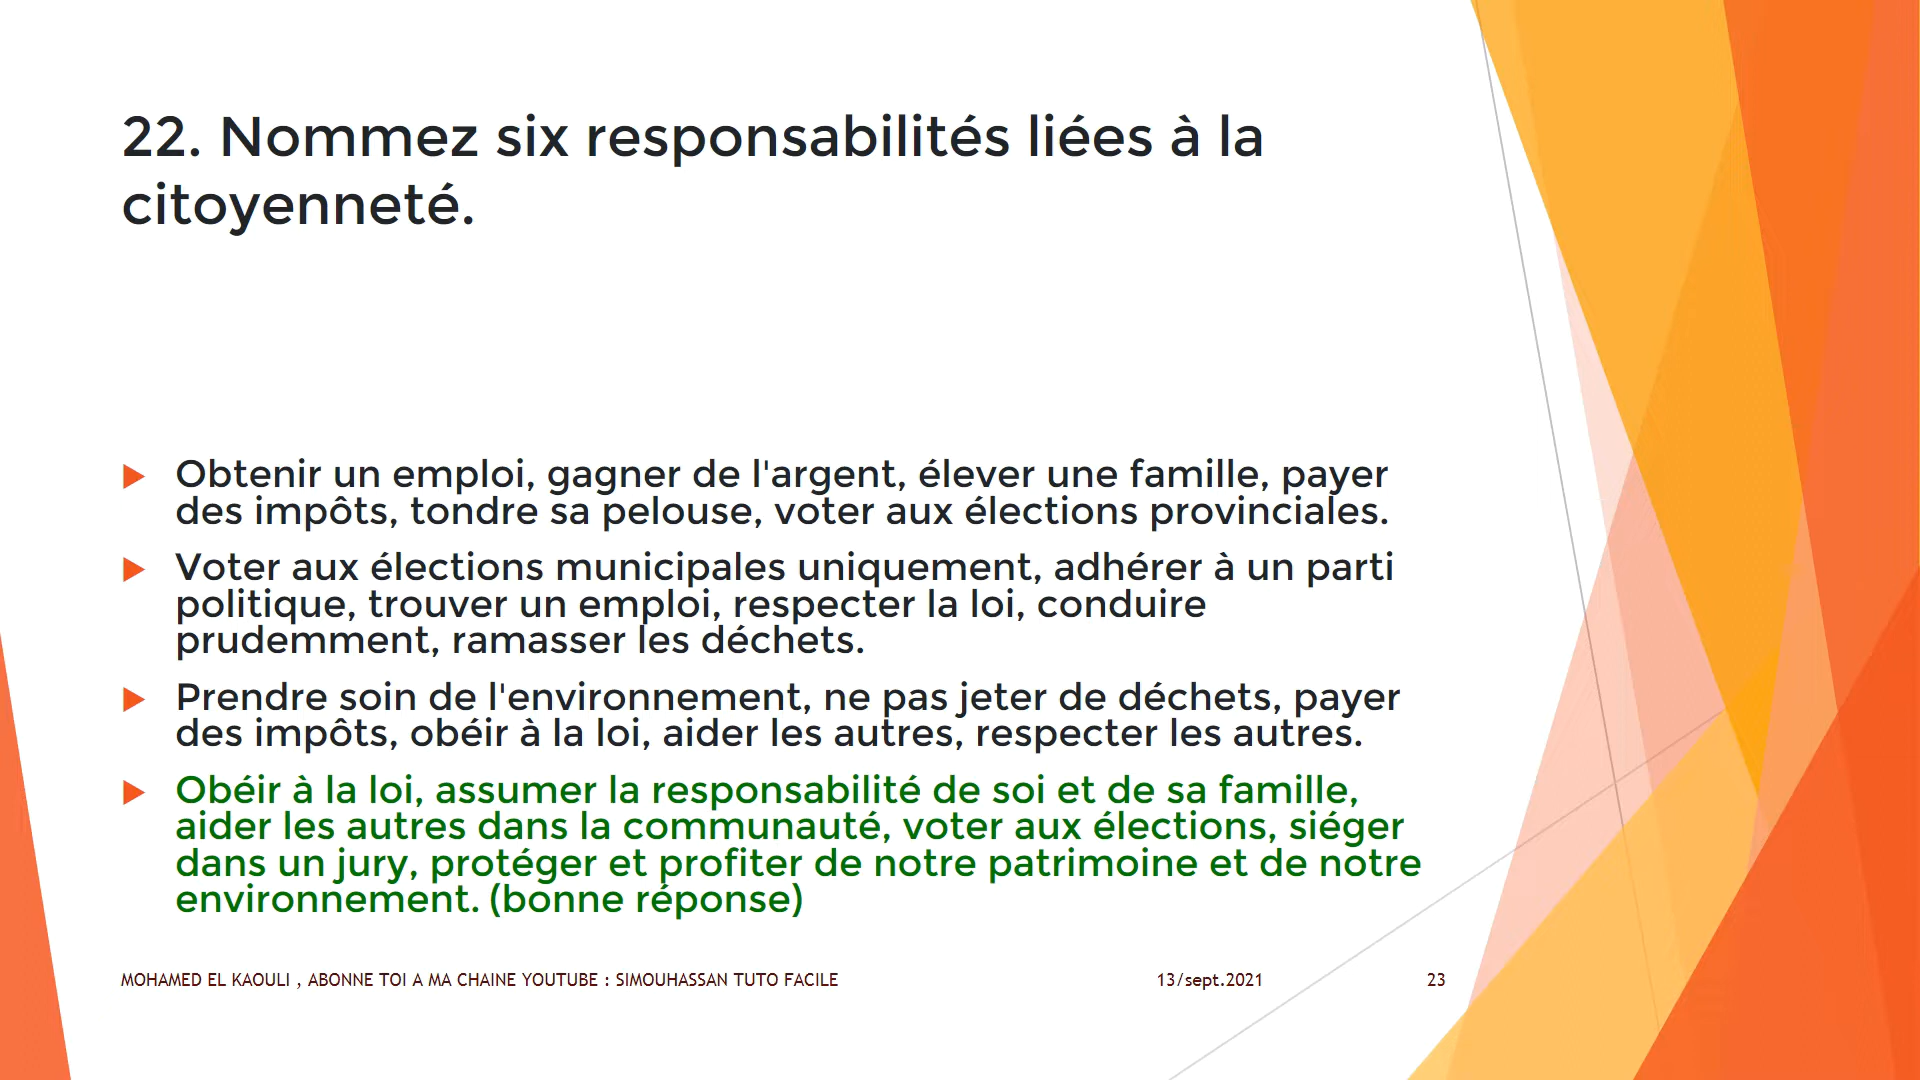 22. Nommez six responsabilités liées à la
citoyenneté.
Obtenir un emploi, gagner de l'argent, élever une famille, payer
des impôts, tondre sa pelouse, voter aux élections provinciales.
Voter aux élections municipales uniquement, adhérer à un parti
politique, trouver un emploi, respecter la loi, conduire
prudemment, ramasser les déchets.
Prendre soin de l'environnement, ne pas jeter de déchets, payer
des impôts, obéir à la loi, aider les autres, respecter les autres.
Obéir à la loi, assumer la responsabilité de soi et de sa famille,
aider les autres dans la communauté, voter aux élections, siéger
dans un jury, protéger et profiter de notre patrimoine et de notre
environnement. (bonne réponse)
MOHAMED EL KAOULI , ABONNE TOI A MA CHAINE YOUTUBE : SIMOUHASSAN TUTO FACILE 13/sept.2021 23